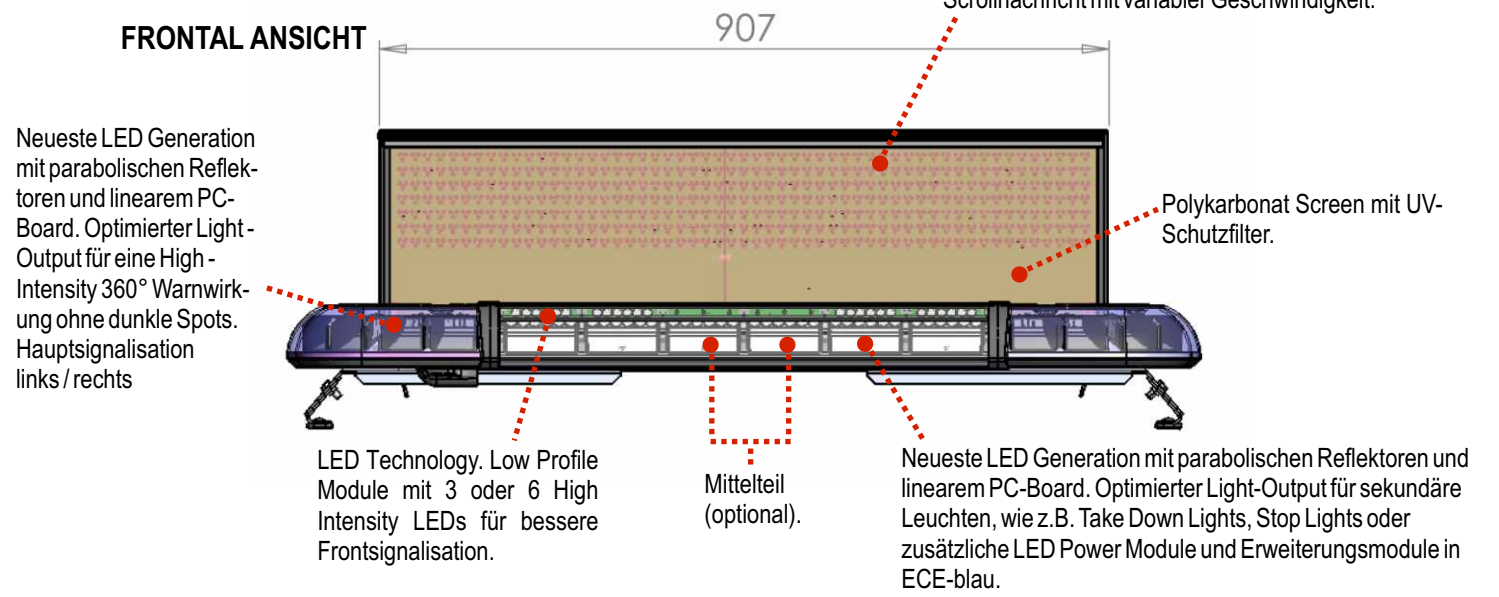 Scrollnachricht mit variabler Geschwindigkeit.
907
FRONTAL ANSICHT
Neueste LED Generation
mit parabolischen Reflek-
toren und linearem PC-
Board. Optimierter Light -
Output für eine High -
Intensity 360° Warnwirk-
ung ohne dunkle Spots.
Hauptsignalisation
links / rechts
Polykarbonat Screen mit UV-
Schutzfilter.
LED Technology. Low Profile
Module mit 3 oder 6 High
Intensity LEDs für bessere
Frontsignalisation.
Mittelteil
(optional).
Neueste LED Generation mit parabolischen Reflektoren und
linearem PC-Board. Optimierter Light-Output für sekundäre
Leuchten, wie z.B. Take Down Lights, Stop Lights oder
zusätzliche LED Power Module und Erweiterungsmodule in
ECE-blau.